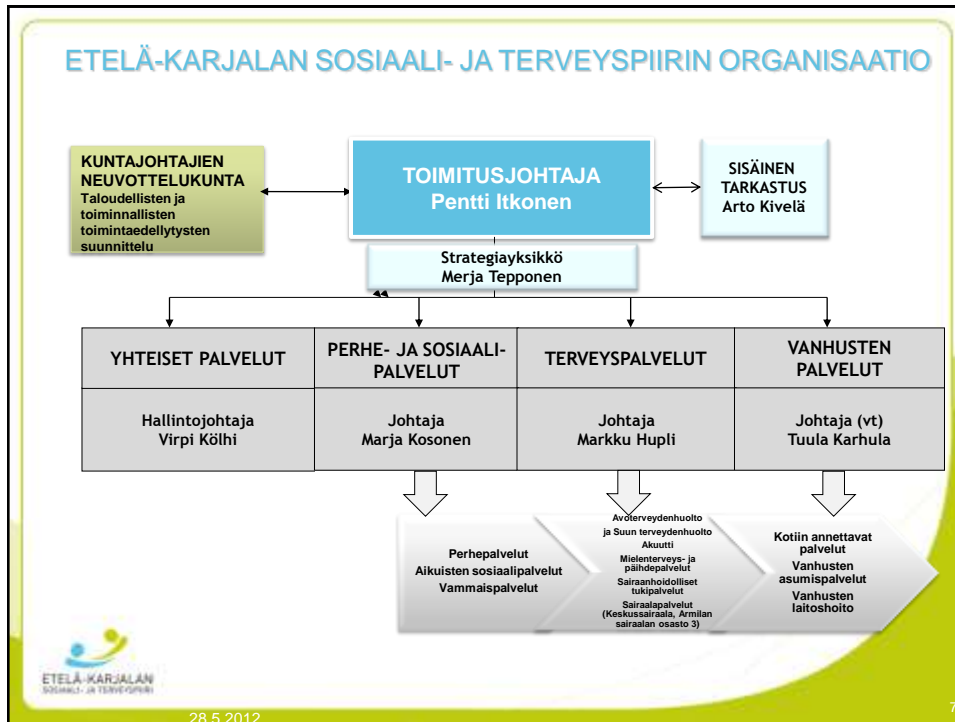 ETELÄ-KARJALAN SOSIAALI- JA TERVEYSPIIRIN ORGANISAATIO
KUNTAJOHTAJIEN
NEUVOTTELUKUNTA
Taloudellisten ja
toiminnallisten
toimintaedellytysten
suunnittelu
TOIMITUSJOHTAJA
Pentti Itkonen
SISÄINEN
TARKASTUS
Arto Kivelä
Strategiayksikkö
Merja Tepponen
YHTEISET PALVELUT
PERHE- JA SOSIAALI-
PALVELUT
TERVEYSPALVELUT
VANHUSTEN
PALVELUT
Hallintojohtaja
Virpi Kölhi
Johtaja
Marja Kosonen
Johtaja
Markku Hupli
Johtaja (vt)
Tuula Karhula
Perhepalvelut
Aikuisten sosiaalipalvelut
Vammaispalvelut
Avoterveydenhuolto
ja Suun terveydenhuolto
Akuutti
Mielenterveys- ja
päihdepalvelut
Sairaanhoidolliset
tukipalvelut
Sairaalapalvelut
(Keskussairaala, Armilan
sairaalan osasto 3)
Kotiin annettavat
palvelut
Vanhusten
asumispalvelut
Vanhusten
laitoshoito
ETELÄ-KARJALAN
SOSIAALI- JA TERVEYSPIIRI
28.5.2012
7